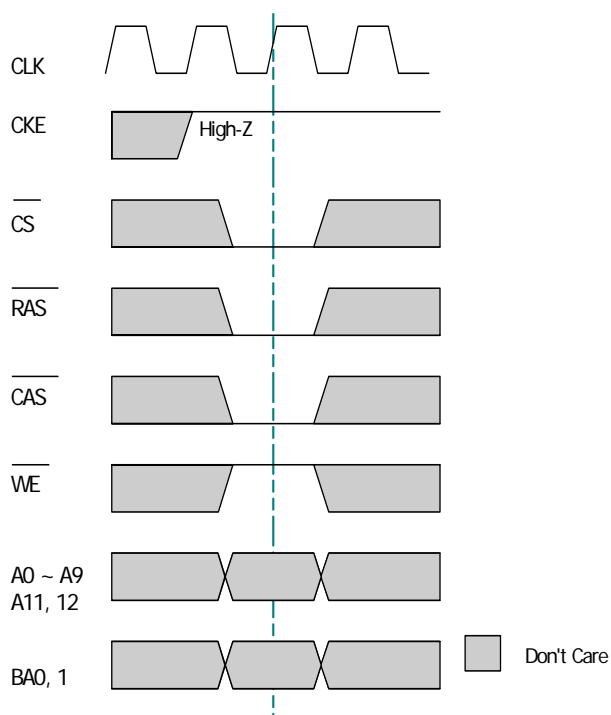 CLK
CKE
High-Z
CS
RAS
CAS
WE
A0 ~ A9
A11, 12
BA0, 1
Don't Care